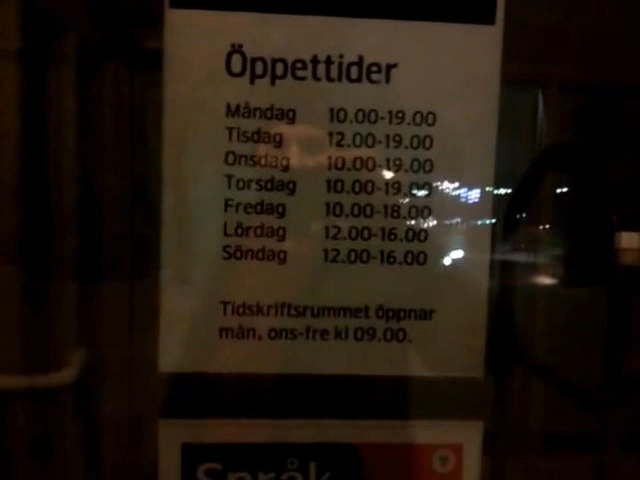 Öppettider
Måndag 10.00-19.00
Tisdag 12.00-19.00
Onsdag 10.00-19.00
Torsdag 10.00-19.00
Fredag 10.00-18.00
Lördag 12.00-16.00
Söndag 12.00-16.00
Tidskriftsrummet öppnar
mån, ons-fre kl 09.00.
Språk